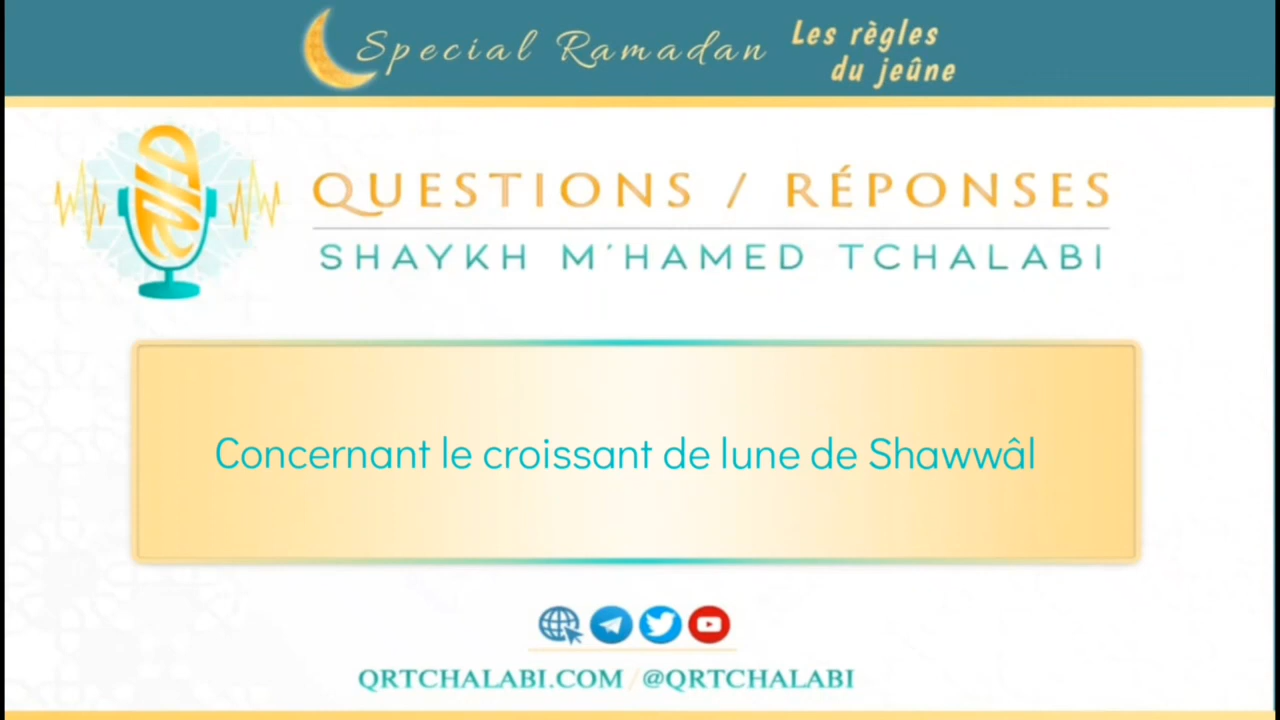 Special Ramadan
Les règles
du jeûne
QUESTIONS / RÉPONSES
SHAYKH M'HAMED TCHALABI
Concernant le croissant de lune de Shawwâl
QRTCHALABI.COM / @QRTCHALABI